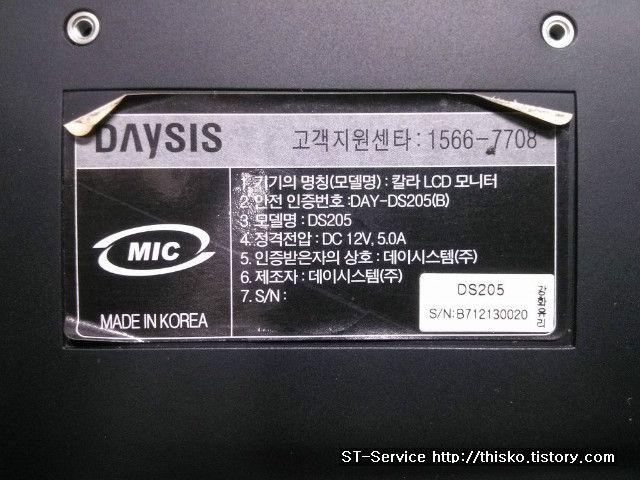 DAYSIS
고객지원센타 : 1566-7708
1. 기기의 명칭(모델명) : 칼라 LCD 모니터
2. 안전 인증번호 :DAY-DS205(B)
3. 모델명 : DS205
4. 정격전압 : DC 12V, 5.0A
5. 인증받은자의 상호 : 데이시스템(주)
6. 제조자 : 데이시스템(주)
7. S/N :
MIC
MADE IN KOREA
DS205
S/N:B712130020
강화유리
ST-Service http://thisko.tistory.com